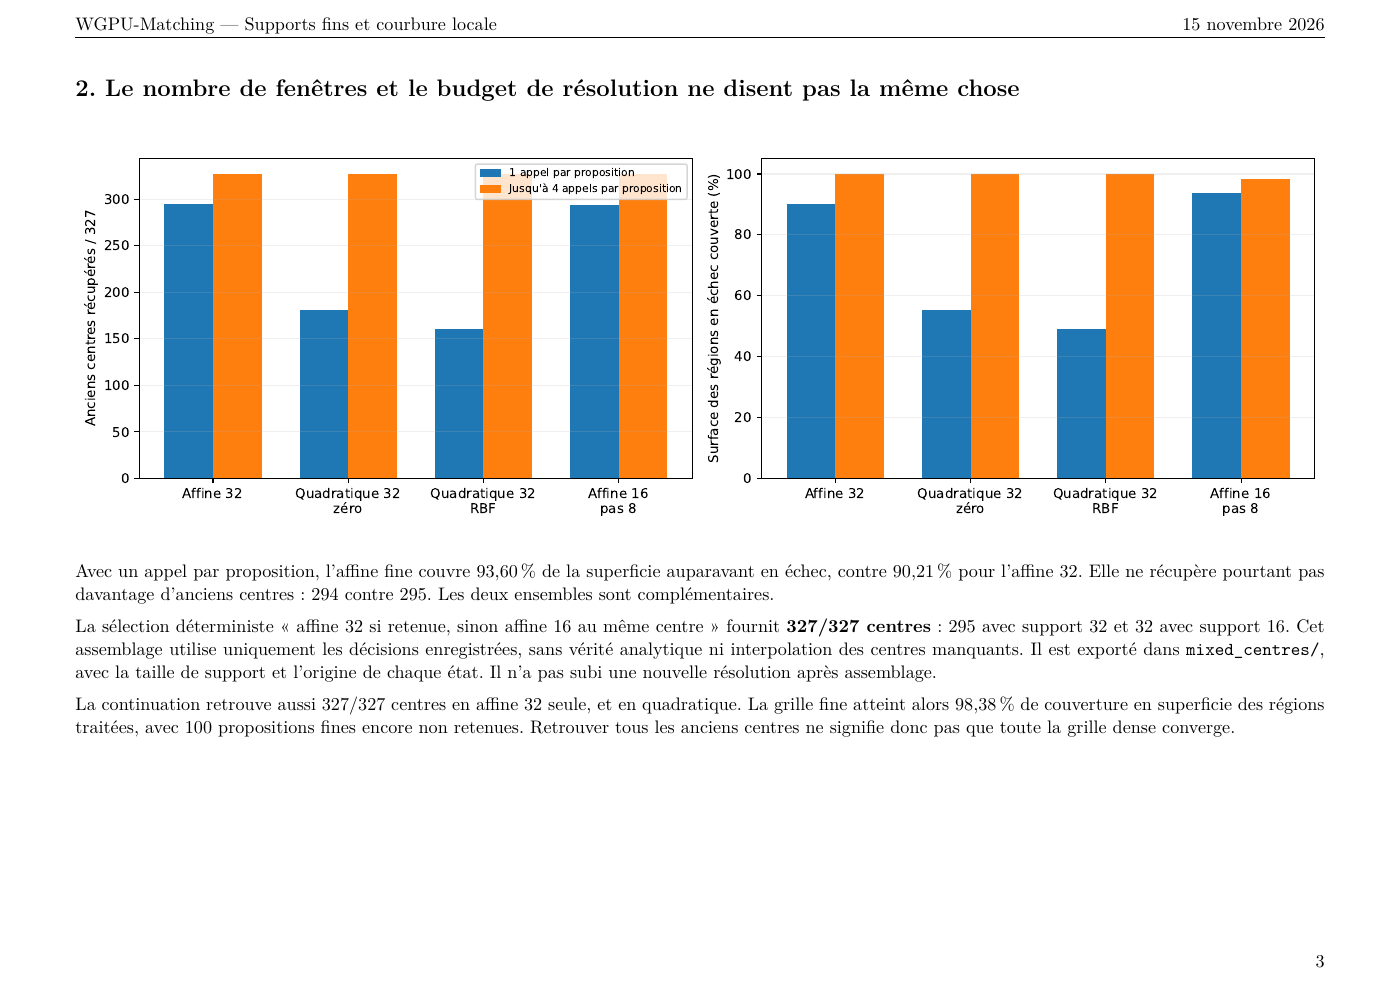 WGPU-Matching — Supports fins et courbure locale
15 novembre 2026
2. Le nombre de fenêtres et le budget de résolution ne disent pas la même chose
Anciens centres récupérés / 327
300
250
200
150
100
50
0
1 appel par proposition
Jusqu'à 4 appels par proposition
Affine 32
Quadratique 32
zéro
Quadratique 32
RBF
Affine 16
pas 8
Surface des régions en échec couverte (%)
100
80
60
40
20
0
Affine 32
Quadratique 32
zéro
Quadratique 32
RBF
Affine 16
pas 8
Avec un appel par proposition, l'affine fine couvre 93,60 % de la superficie auparavant en échec, contre 90,21 % pour l'affine 32. Elle ne récupère pourtant pas
davantage d'anciens centres : 294 contre 295. Les deux ensembles sont complémentaires.
La sélection déterministe « affine 32 si retenue, sinon affine 16 au même centre » fournit 327/327 centres : 295 avec support 32 et 32 avec support 16. Cet
assemblage utilise uniquement les décisions enregistrées, sans vérité analytique ni interpolation des centres manquants. Il est exporté dans mixed_centres/,
avec la taille de support et l'origine de chaque état. Il n'a pas subi une nouvelle résolution après assemblage.
La continuation retrouve aussi 327/327 centres en affine 32 seule, et en quadratique. La grille fine atteint alors 98,38 % de couverture en superficie des régions
traitées, avec 100 propositions fines encore non retenues. Retrouver tous les anciens centres ne signifie donc pas que toute la grille dense converge.
3